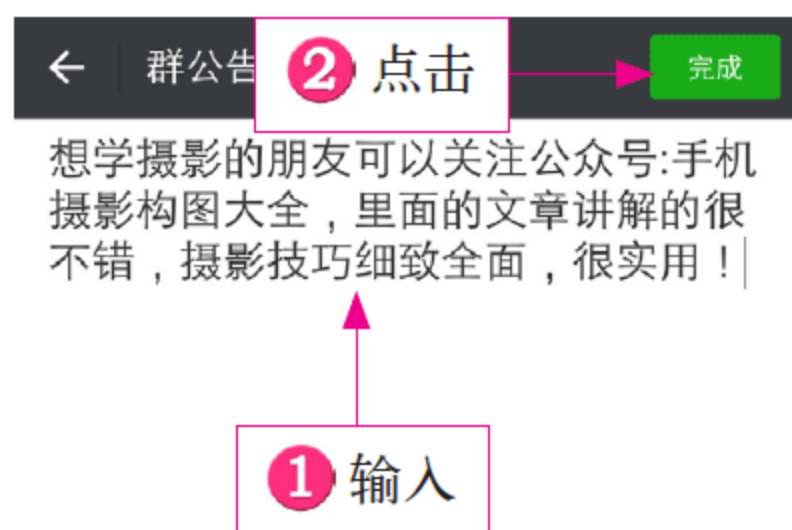 群公告
❷ 点击
完成
想学摄影的朋友可以关注公众号:手机
摄影构图大全，里面的文章讲解的很
不错，摄影技巧细致全面，很实用！
❶ 输入